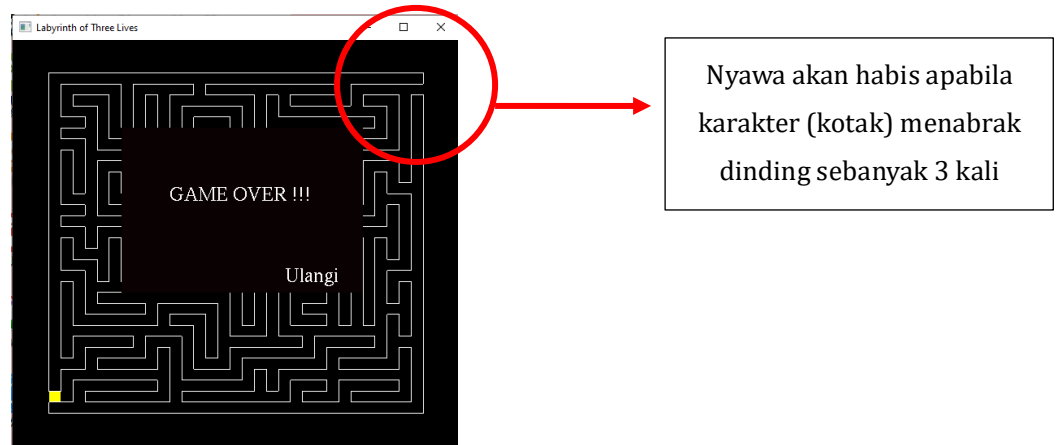 Labyrinth of Three Lives
GAME OVER !!!
Ulangi
Nyawa akan habis apabila
karakter (kotak) menabrak
dinding sebanyak 3 kali